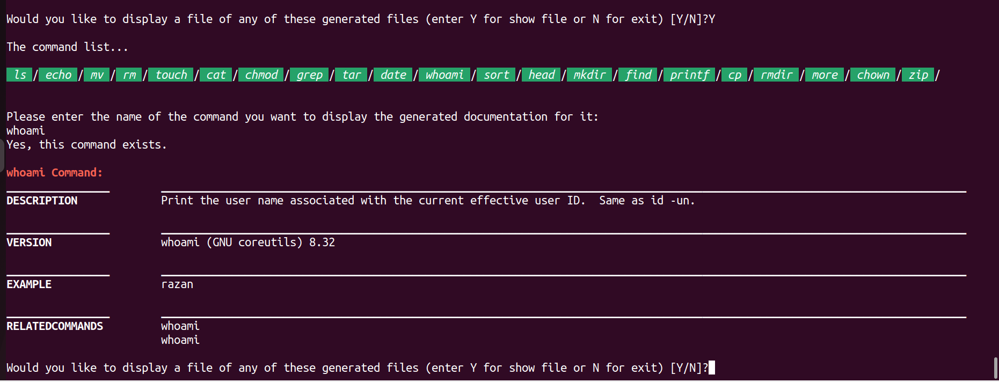 Would you like to display a file of any of these generated files (enter Y for show file or N for exit) [Y/N]?Y
The command list...
ls / echo / mv / rm / touch / cat / chmod / grep / tar / date / whoami / sort / head / mkdir / find / printf / cp / rmdir / more / chown / zip /
Please enter the name of the command you want to display the generated documentation for it:
whoami
Yes, this command exists.
whoami Command:
DESCRIPTION Print the user name associated with the current effective user ID.  Same as id -un.
VERSION whoami (GNU coreutils) 8.32
EXAMPLE razan
RELATEDCOMMANDS whoami
whoami
Would you like to display a file of any of these generated files (enter Y for show file or N for exit) [Y/N]?